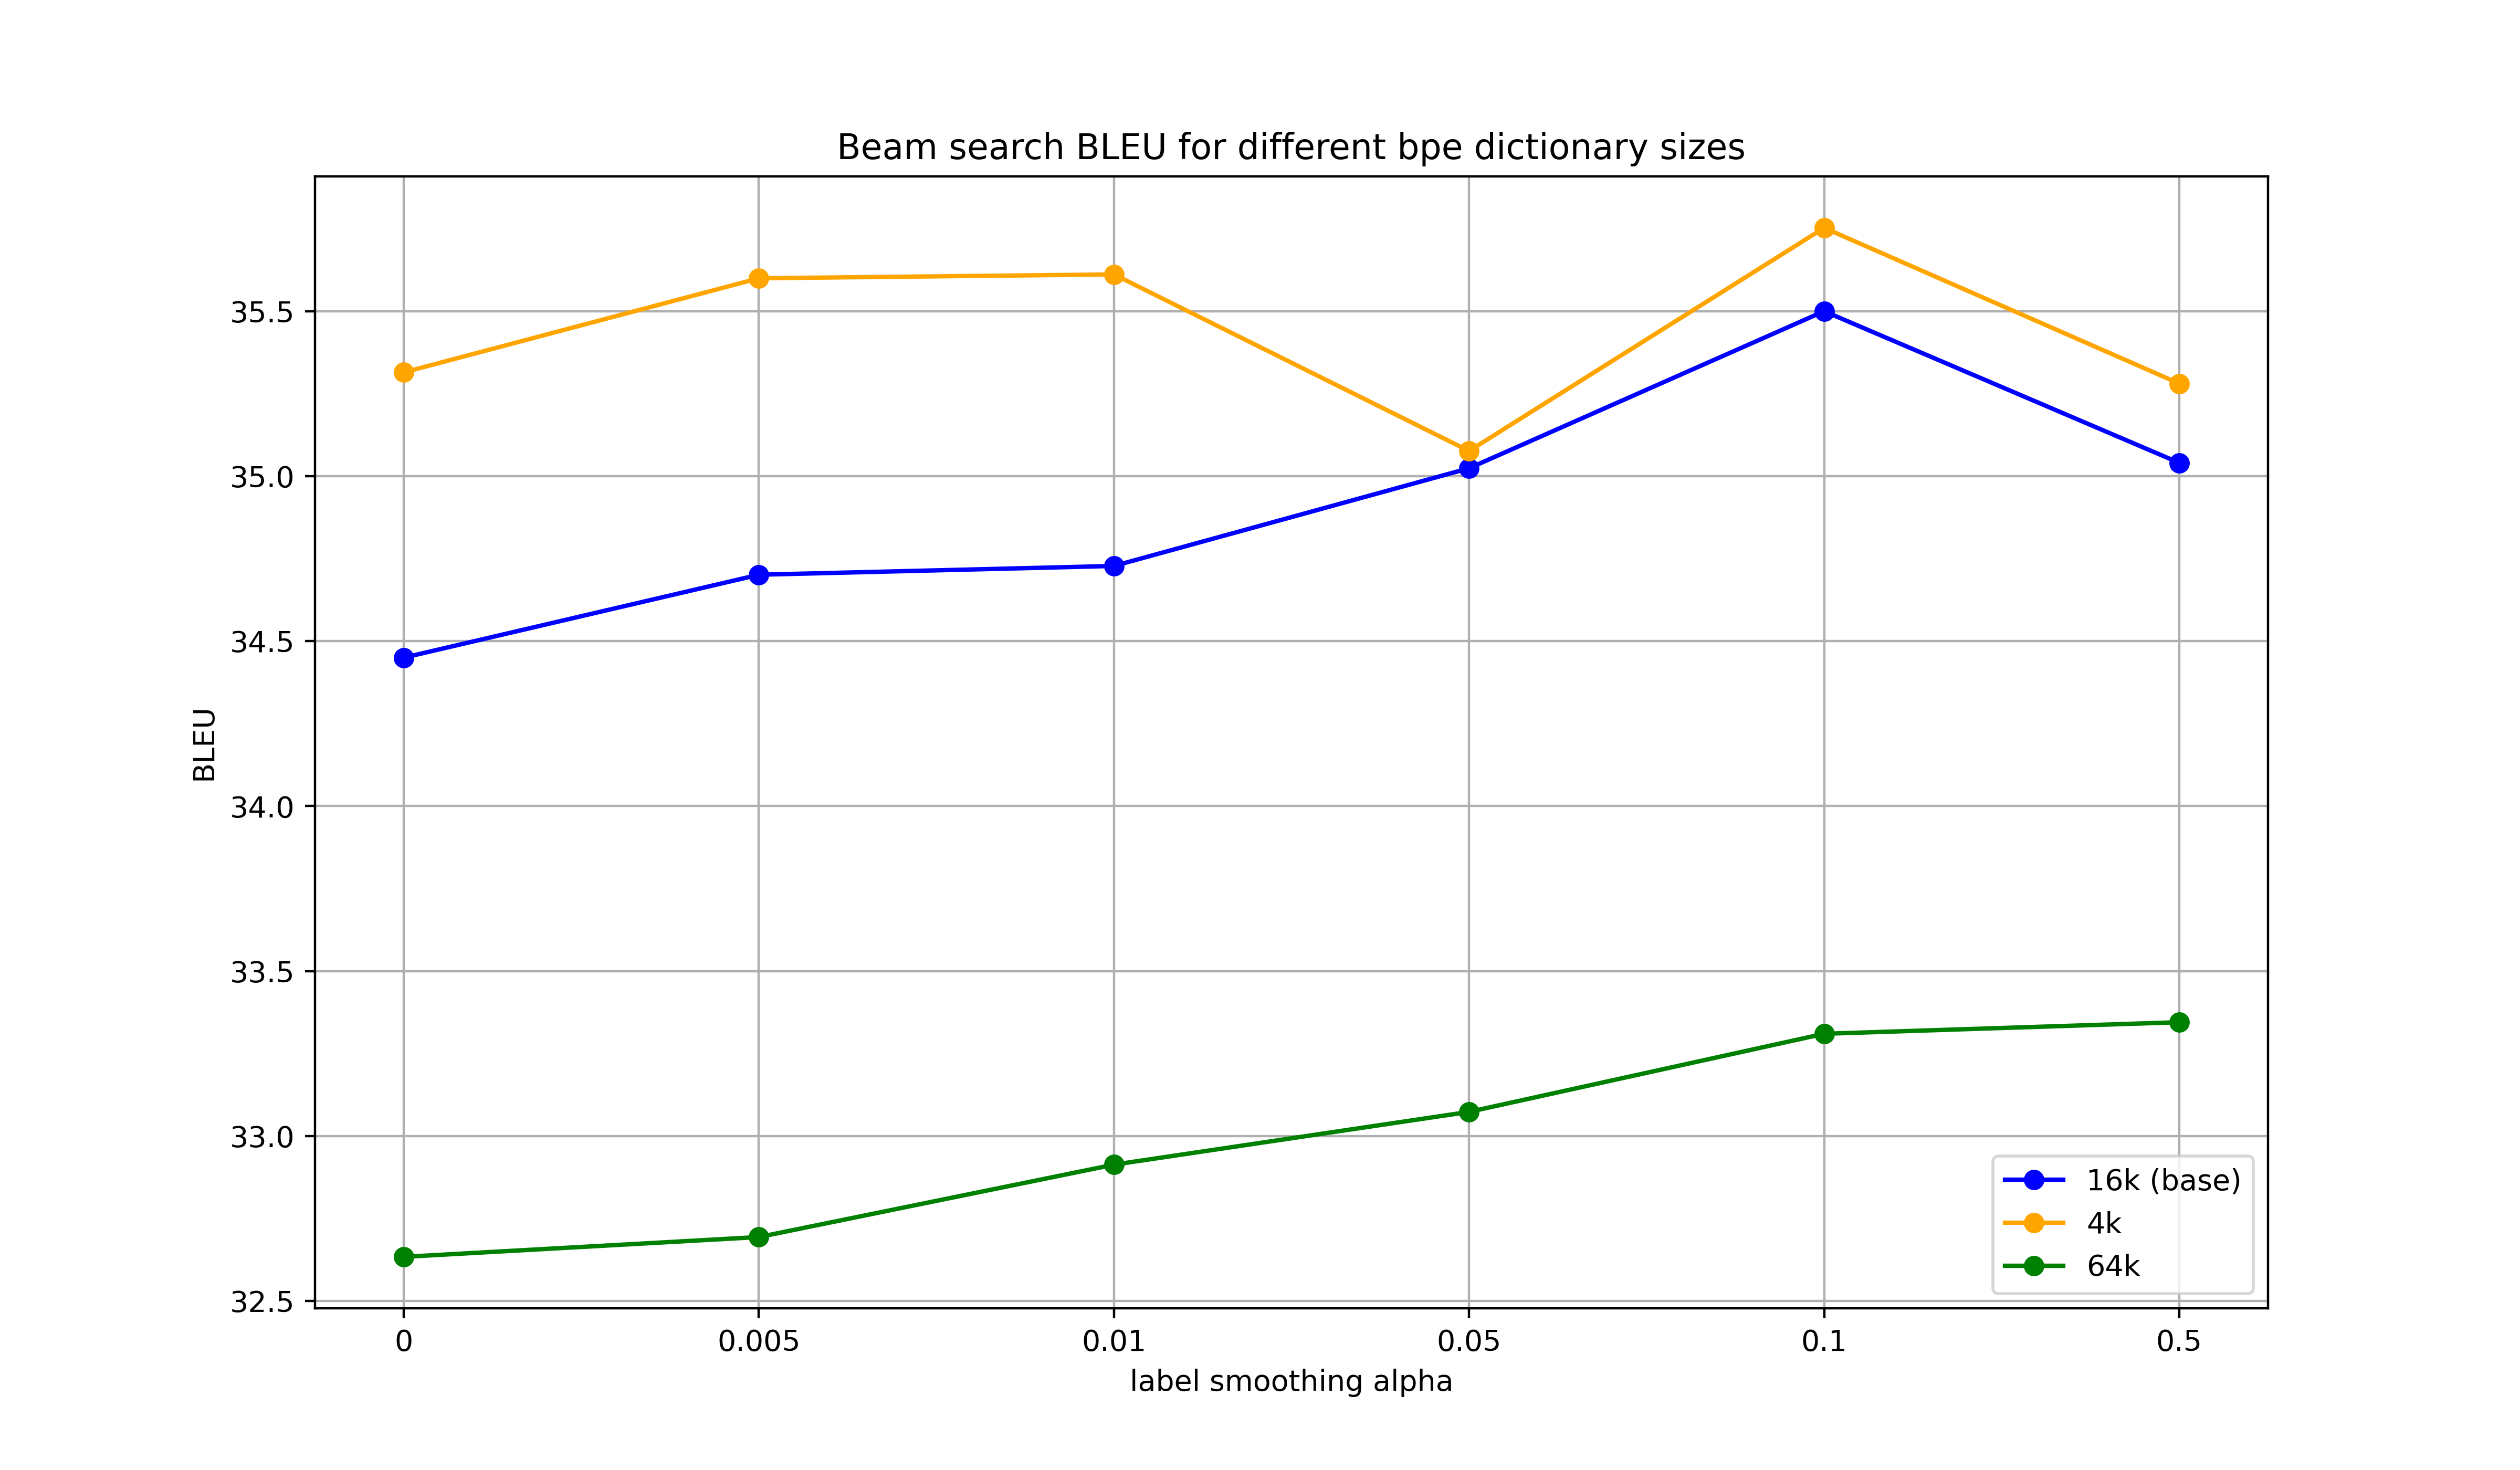 Beam search BLEU for different bpe dictionary sizes
35.5
35.0
34.5
34.0
33.5
33.0
32.5
BLEU
0
0.005
0.01
0.05
0.1
0.5
label smoothing alpha
16k (base)
4k
64k